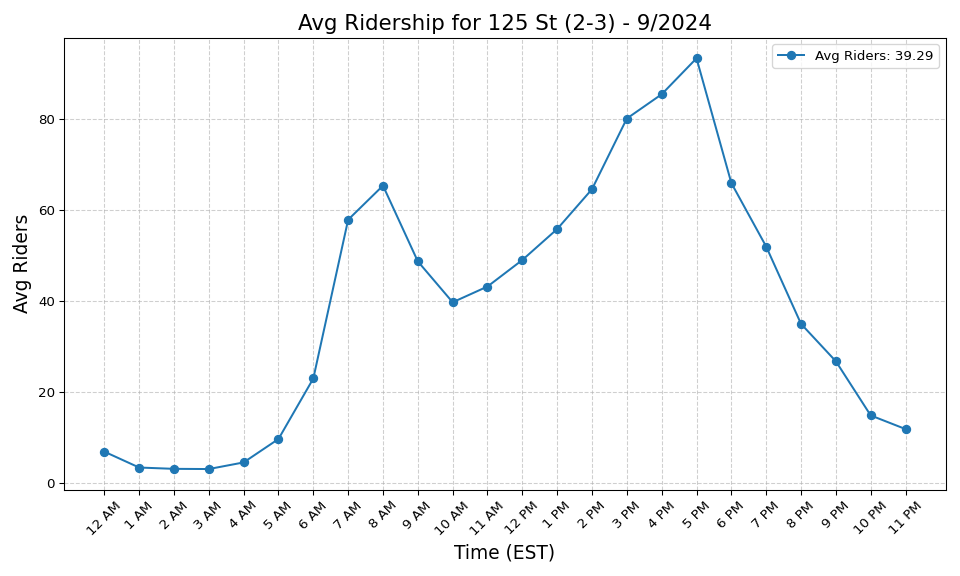 Avg Ridership for 125 St (2-3) - 9/2024
Avg Riders: 39.29
Avg Riders
80
60
40
20
0
12 AM
1 AM
2 AM
3 AM
4 AM
5 AM
6 AM
7 AM
8 AM
9 AM
10 AM
11 AM
12 PM
1 PM
2 PM
3 PM
4 PM
5 PM
6 PM
7 PM
8 PM
9 PM
10 PM
11 PM
Time (EST)